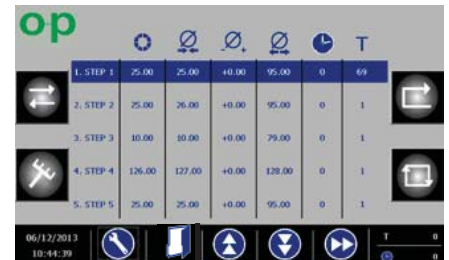 op
T
1. STEP 1 25.00 25.00 +0.00 95.00 0 69
2. STEP 2 25.00 26.00 +0.00 95.00 0 1
3. STEP 3 10.00 10.00 +0.00 79.00 0 1
4. STEP 4 126.00 127.00 +0.00 128.00 0 1
5. STEP 5 25.00 25.00 +0.00 95.00 0 1
06/12/2013
10:44:39
T 0
0